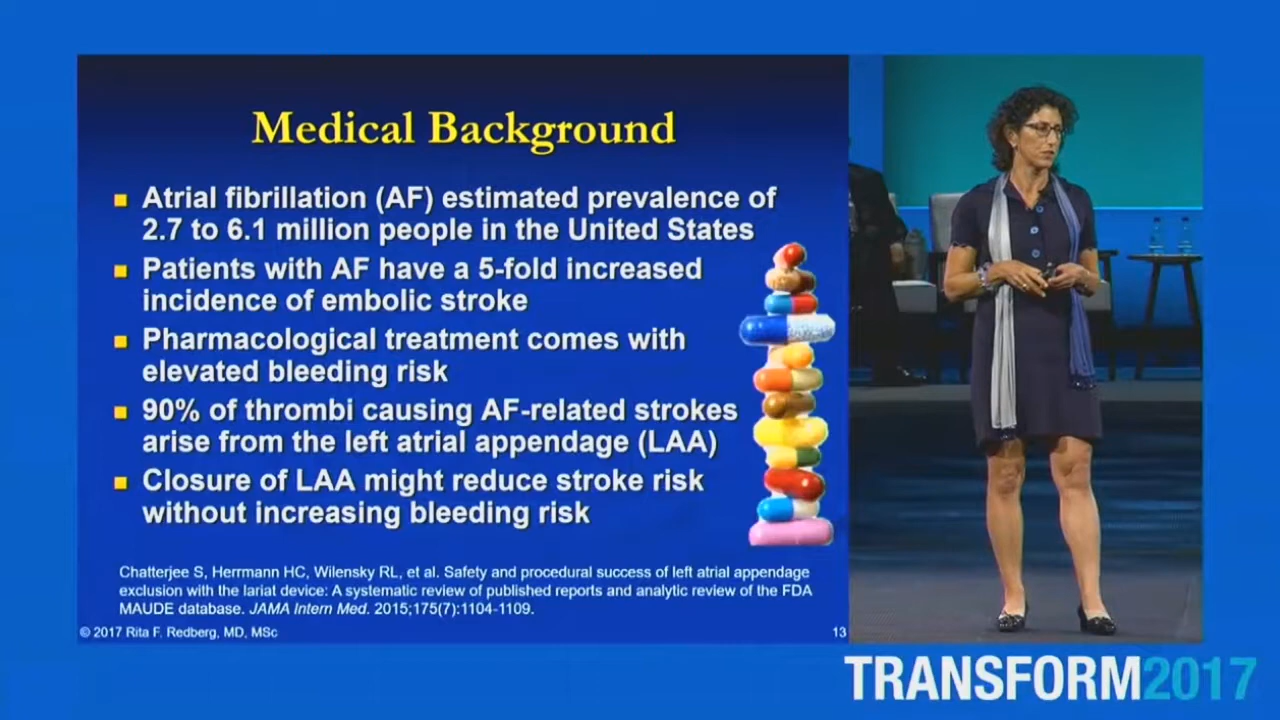 Medical Background
Atrial fibrillation (AF) estimated prevalence of
2.7 to 6.1 million people in the United States
Patients with AF have a 5-fold increased
incidence of embolic stroke
Pharmacological treatment comes with
elevated bleeding risk
90% of thrombi causing AF-related strokes
arise from the left atrial appendage (LAA)
Closure of LAA might reduce stroke risk
without increasing bleeding risk
Chatterjee S, Herrmann HC, Wilensky RL, et al. Safety and procedural success of left atrial appendage
exclusion with the lariat device: A systematic review of published reports and analytic review of the FDA
MAUDE database. JAMA Intern Med. 2015;175(7):1104-1109.
© 2017 Rita F. Redberg, MD, MSc
13
TRANSFORM2017